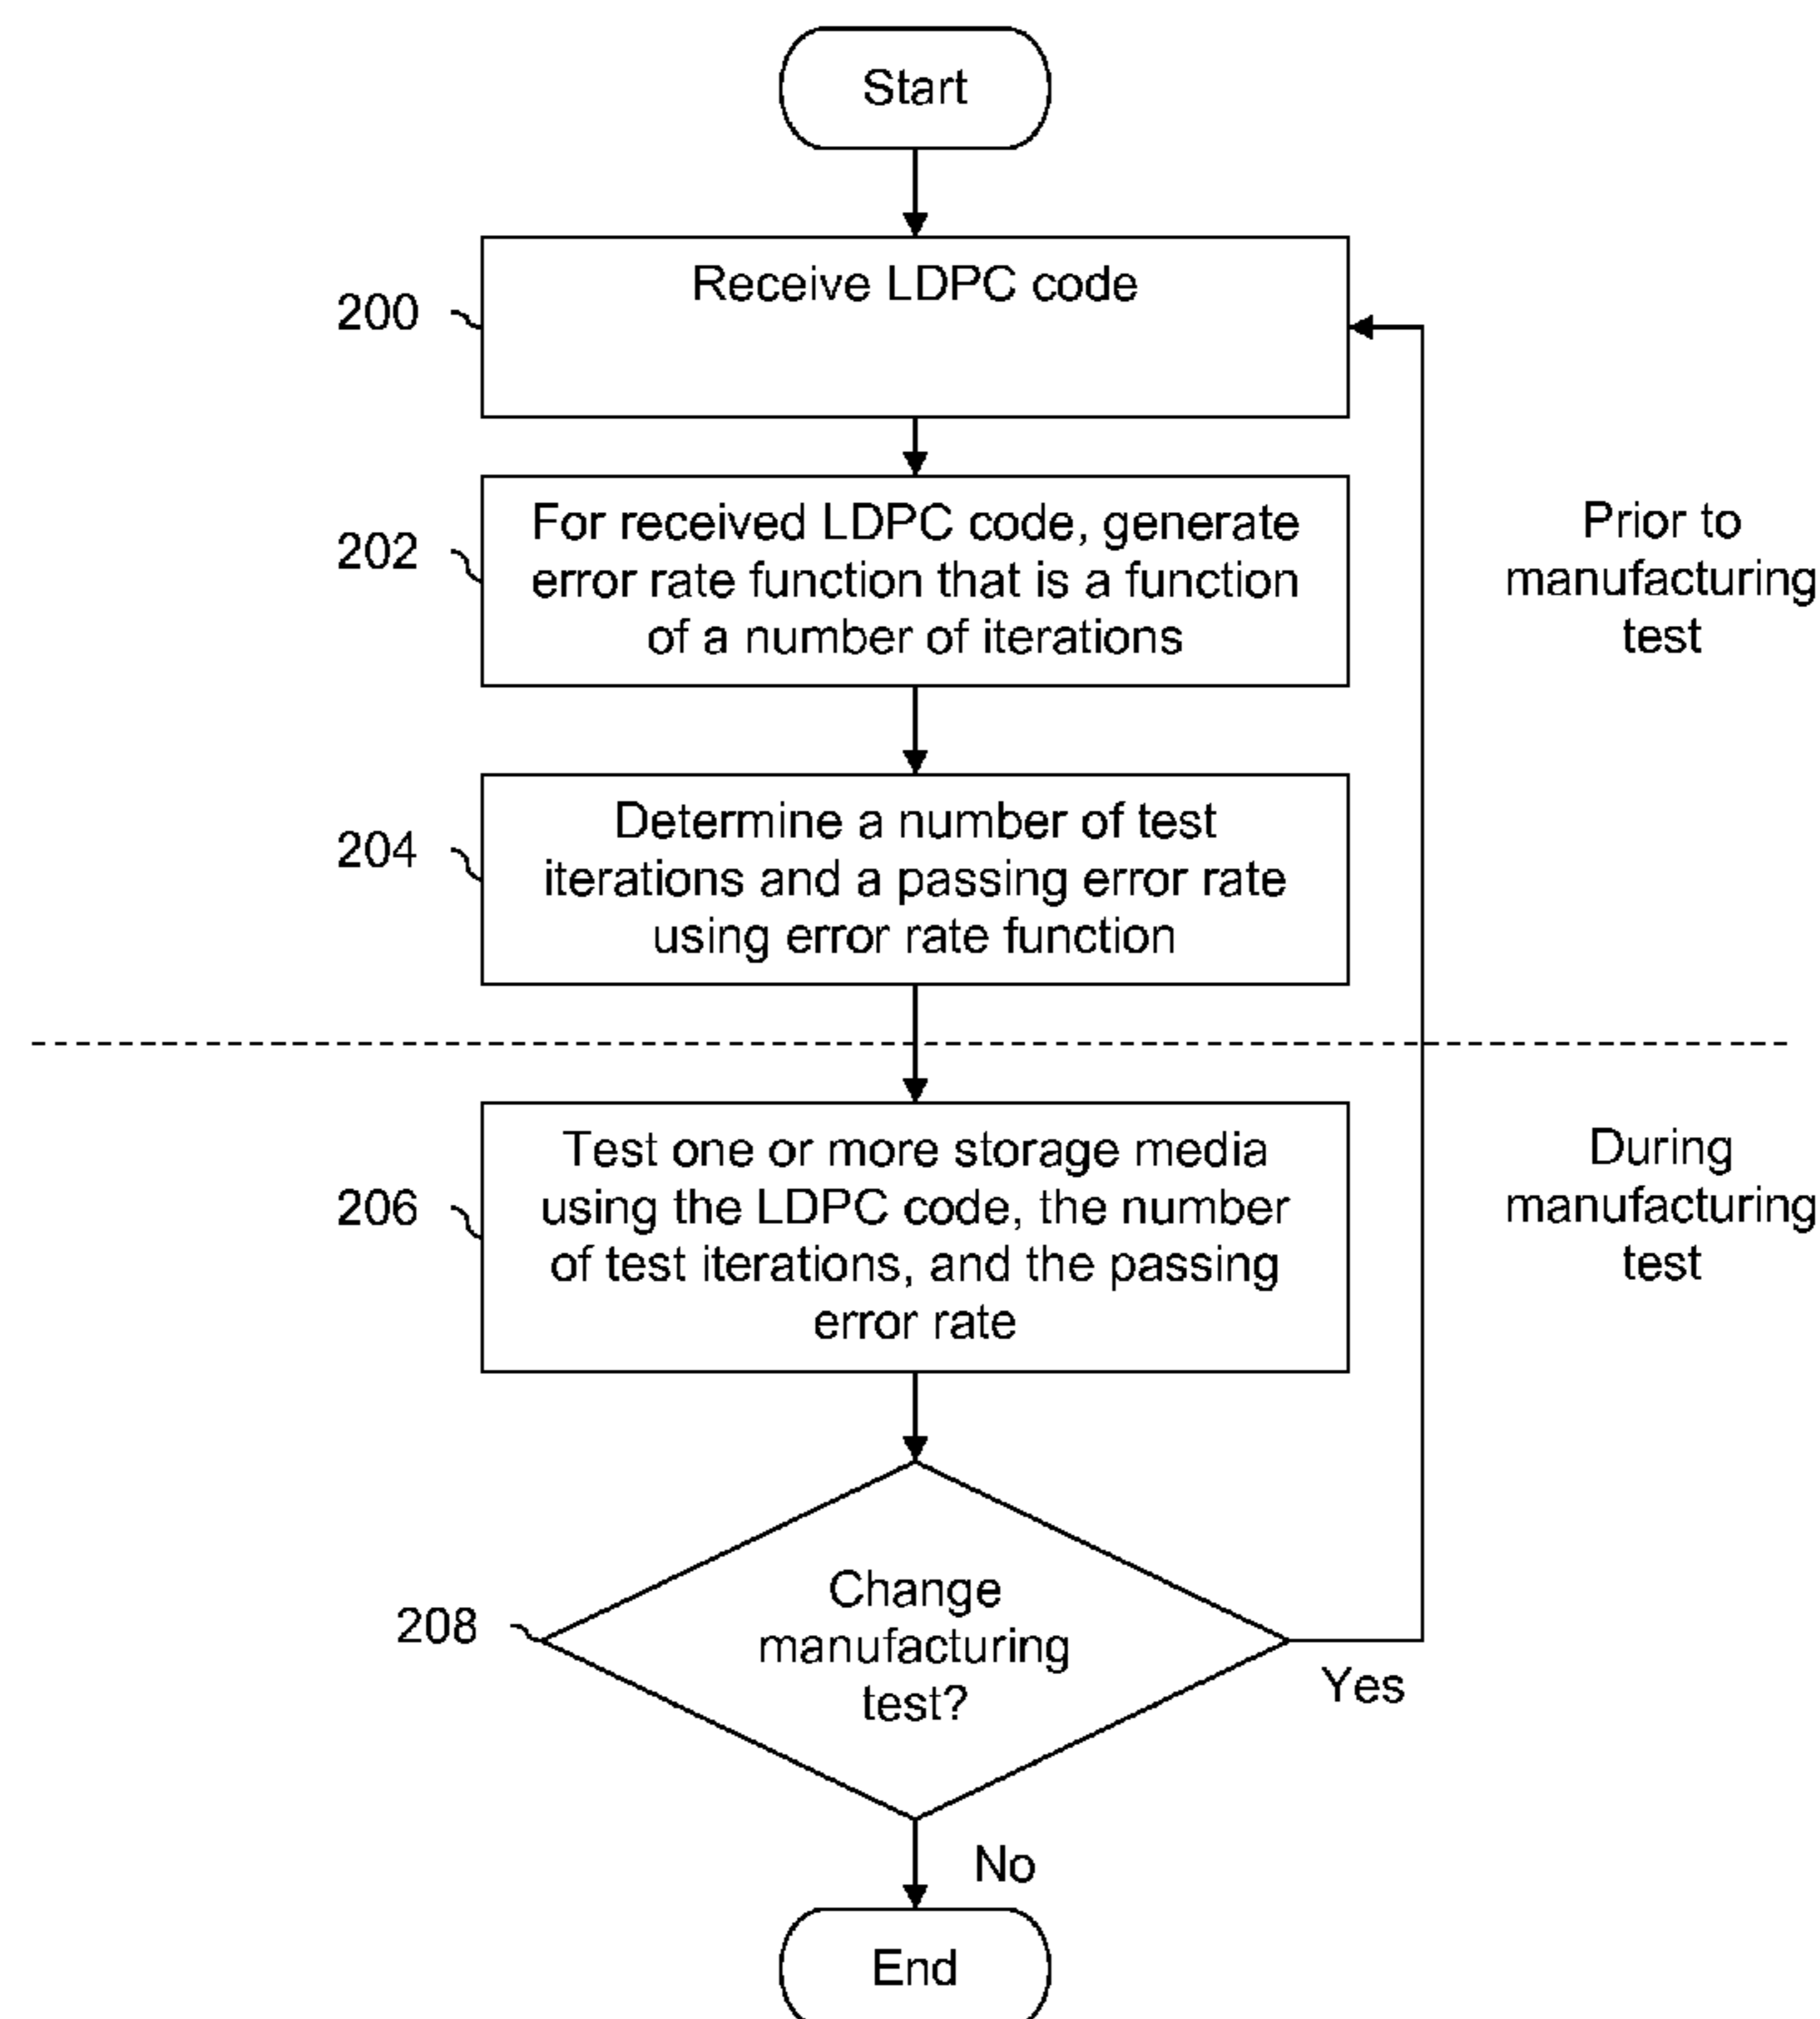 Start
200
Receive LDPC code
202
For received LDPC code, generate
error rate function that is a function
of a number of iterations
Prior to
manufacturing
test
204
Determine a number of test
iterations and a passing error rate
using error rate function
206
Test one or more storage media
using the LDPC code, the number
of test iterations, and the passing
error rate
During
manufacturing
test
208
Change
manufacturing
test?
Yes
No
End